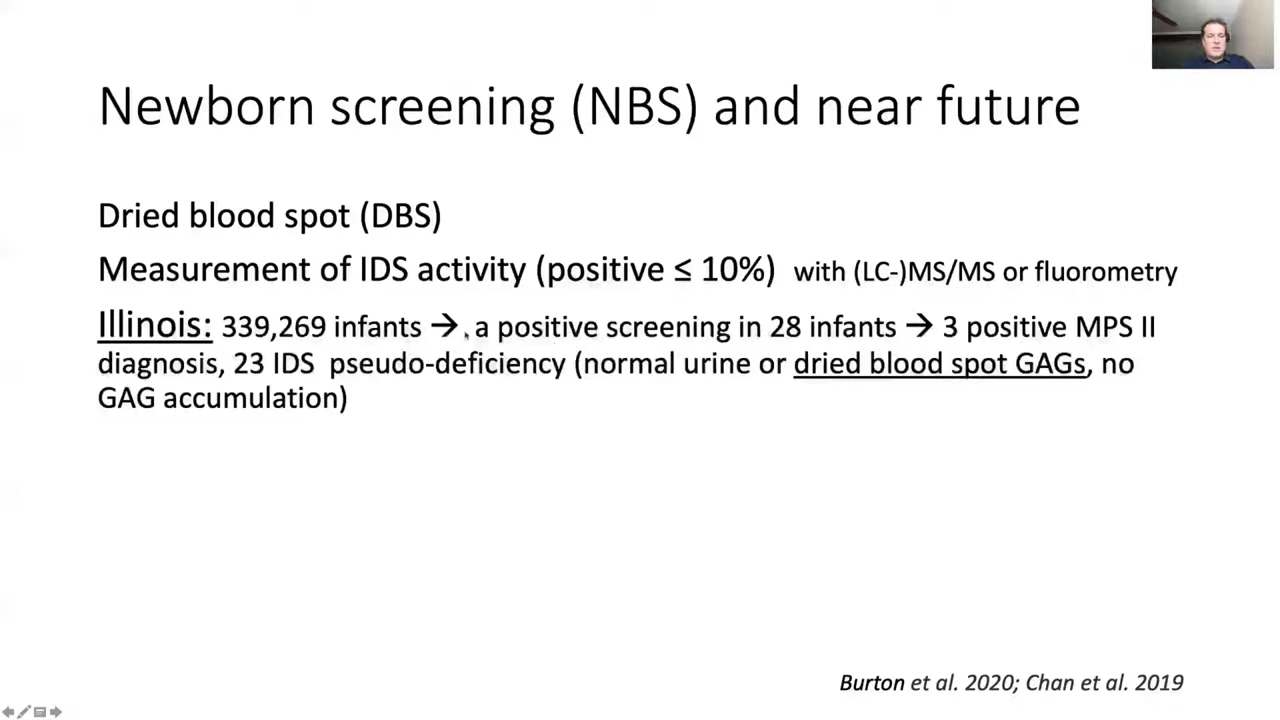 Newborn screening (NBS) and near future
Dried blood spot (DBS)
Measurement of IDS activity (positive ≤ 10%) with (LC-)MS/MS or fluorometry
Illinois: 339,269 infants → a positive screening in 28 infants → 3 positive MPS II
diagnosis, 23 IDS pseudo-deficiency (normal urine or dried blood spot GAGs, no
GAG accumulation)
Burton et al. 2020; Chan et al. 2019